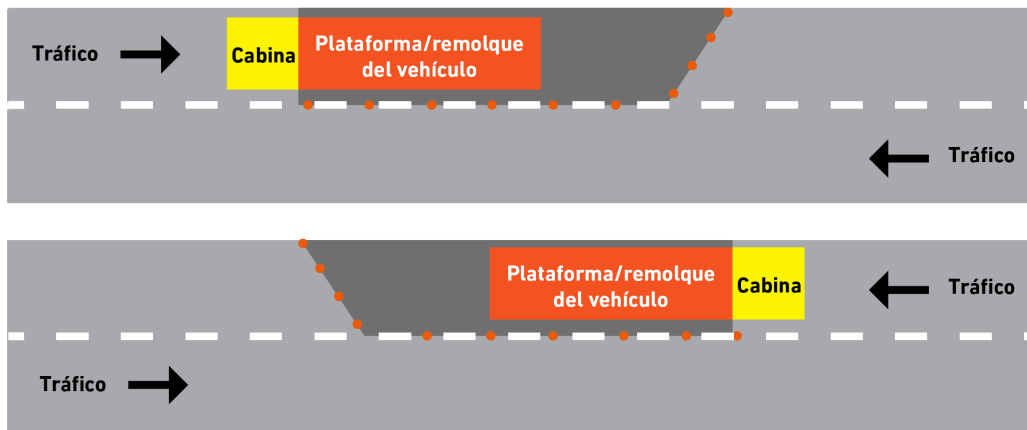 Tráfico
Cabina
Plataforma/remolque
del vehículo
Tráfico
Plataforma/remolque
del vehículo
Cabina
Tráfico
Tráfico